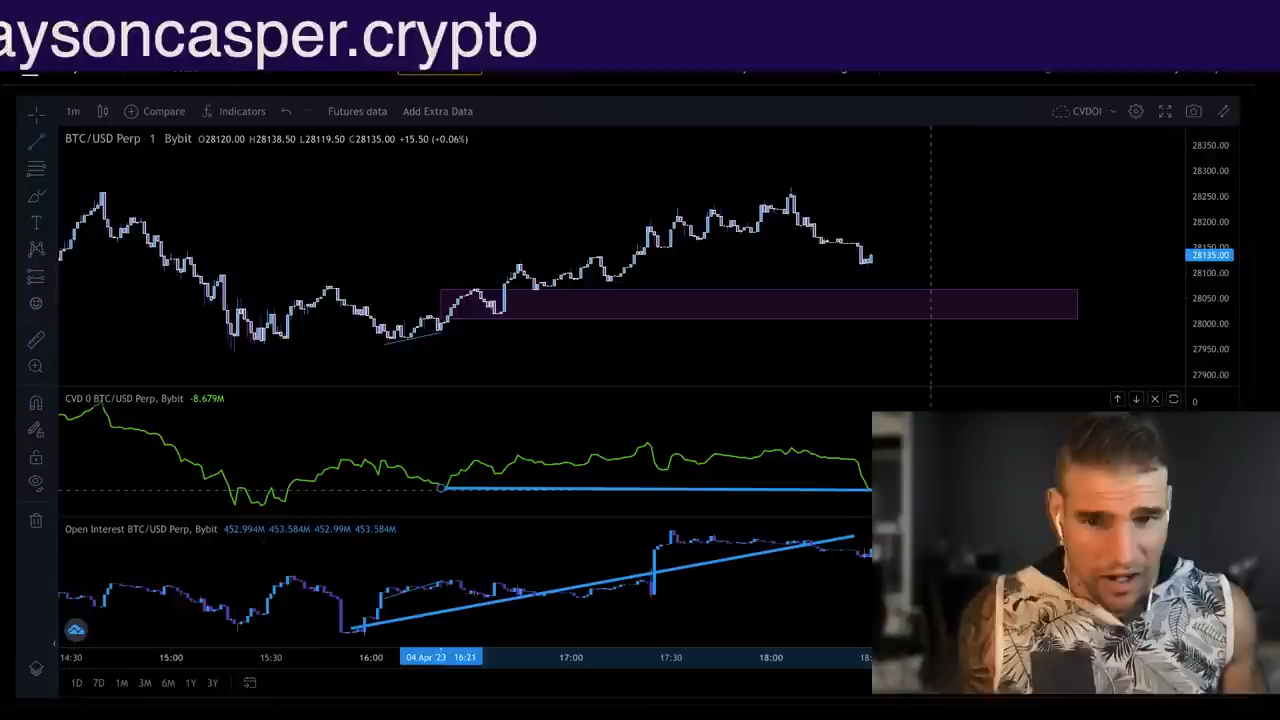 aysoncasper.crypto
1m Compare Indicators Futures data Add Extra Data CVDOI
BTC/USD Perp · 1 Bybit O28120.00 H28138.50 L28119.50 C28135.00 +15.50 (+0.06%)
28350.00
28300.00
28250.00
28200.00
28150.00
28135.00
28100.00
28050.00
28000.00
27950.00
27900.00
CVD 0 BTC/USD Perp, Bybit -8.679M
0
Open Interest BTC/USD Perp, Bybit 452.994M 453.584M 452.99M 453.584M
14:30 15:00 15:30 16:00 04 Apr '23 16:21 17:00 17:30 18:00 18:
1D 7D 1M 3M 6M 1Y 3Y